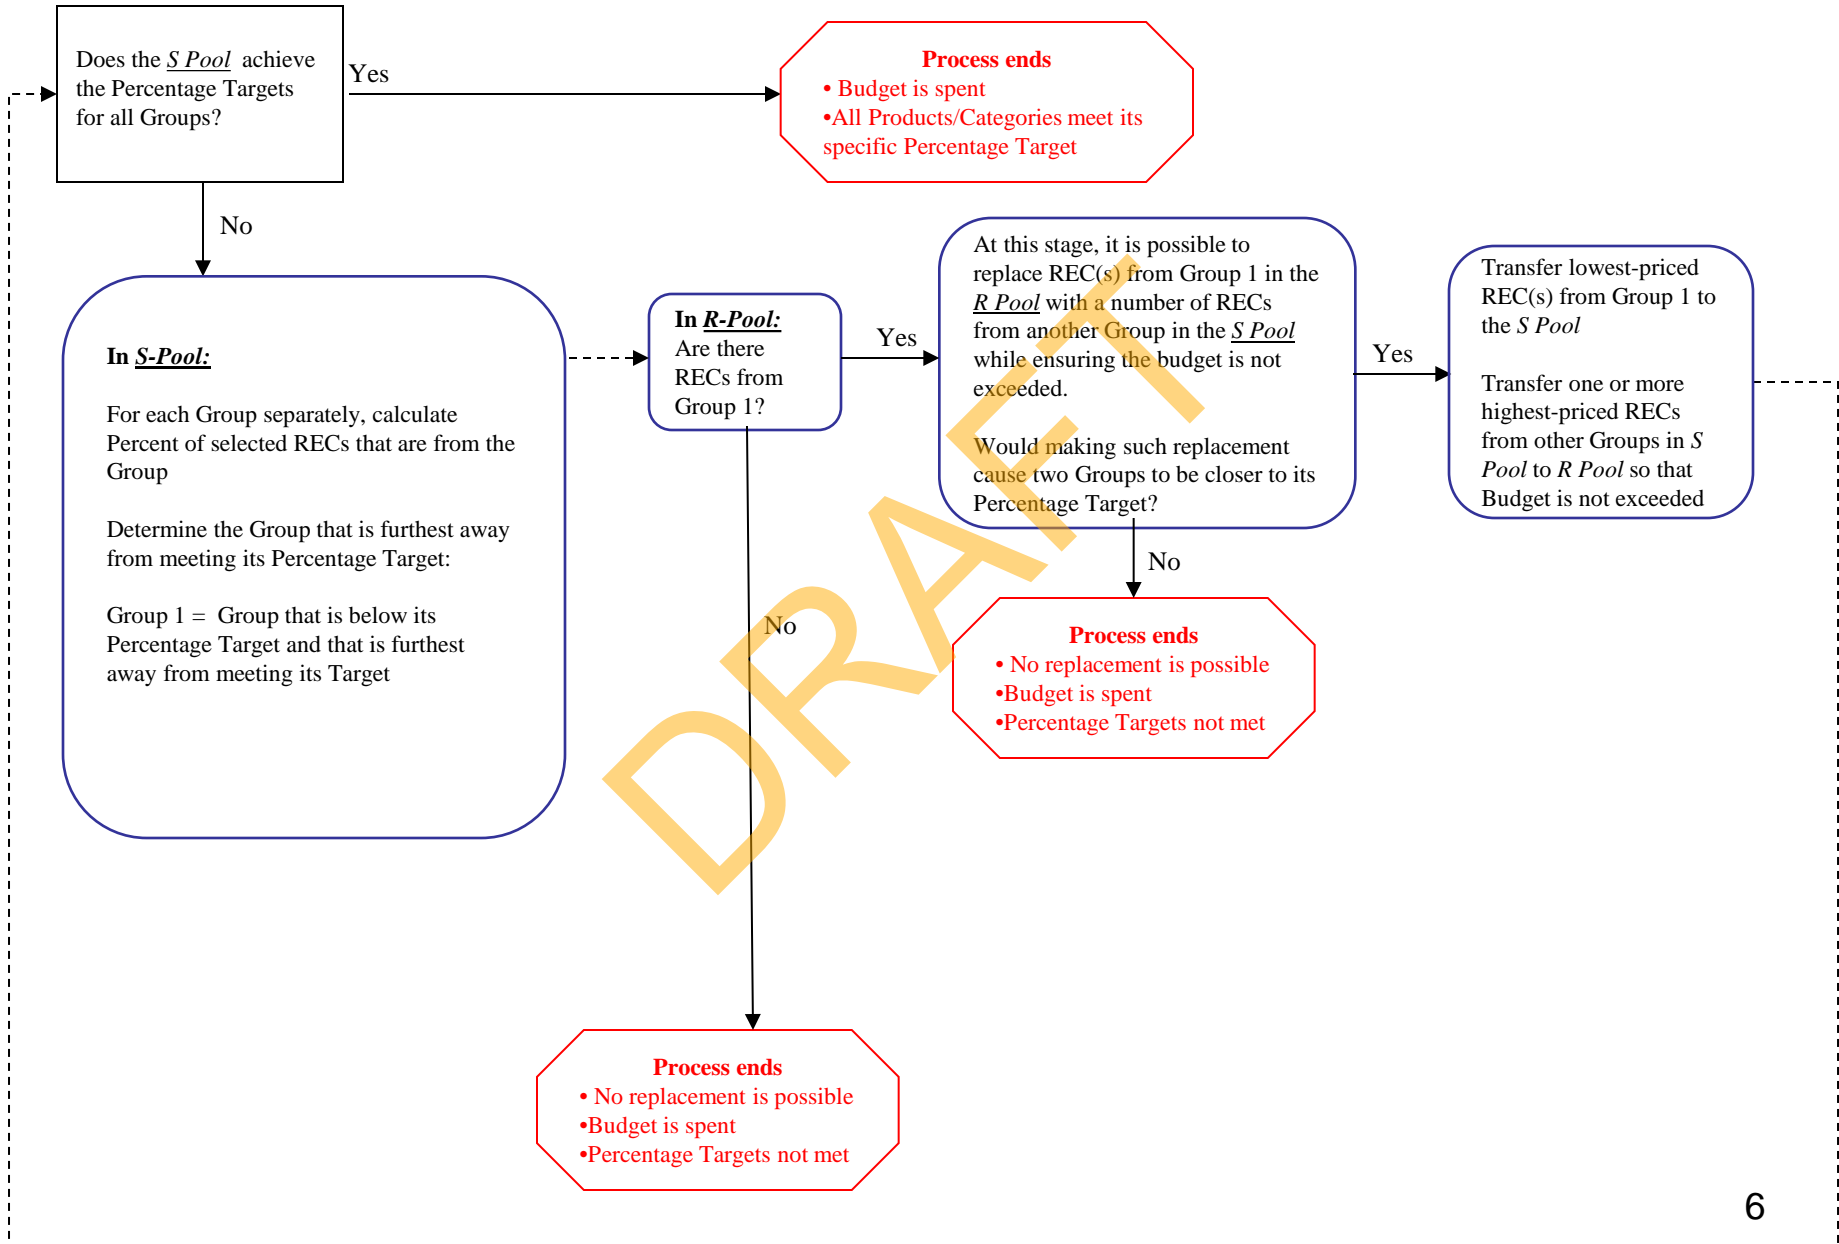 Does the S Pool achieve
the Percentage Targets
for all Groups?
Yes
Process ends
• Budget is spent
•All Products/Categories meet its
specific Percentage Target
No
In S-Pool:
For each Group separately, calculate
Percent of selected RECs that are from the
Group
Determine the Group that is furthest away
from meeting its Percentage Target:
Group 1 = Group that is below its
Percentage Target and that is furthest
away from meeting its Target
In R-Pool:
Are there
RECs from
Group 1?
Yes
At this stage, it is possible to
replace REC(s) from Group 1 in the
R Pool with a number of RECs
from another Group in the S Pool
while ensuring the budget is not
exceeded.
Would making such replacement
cause two Groups to be closer to its
Percentage Target?
Yes
Transfer lowest-priced
REC(s) from Group 1 to
the S Pool
Transfer one or more
highest-priced RECs
from other Groups in S
Pool to R Pool so that
Budget is not exceeded
No
Process ends
• No replacement is possible
•Budget is spent
•Percentage Targets not met
No
Process ends
• No replacement is possible
•Budget is spent
•Percentage Targets not met
DRAFT
6